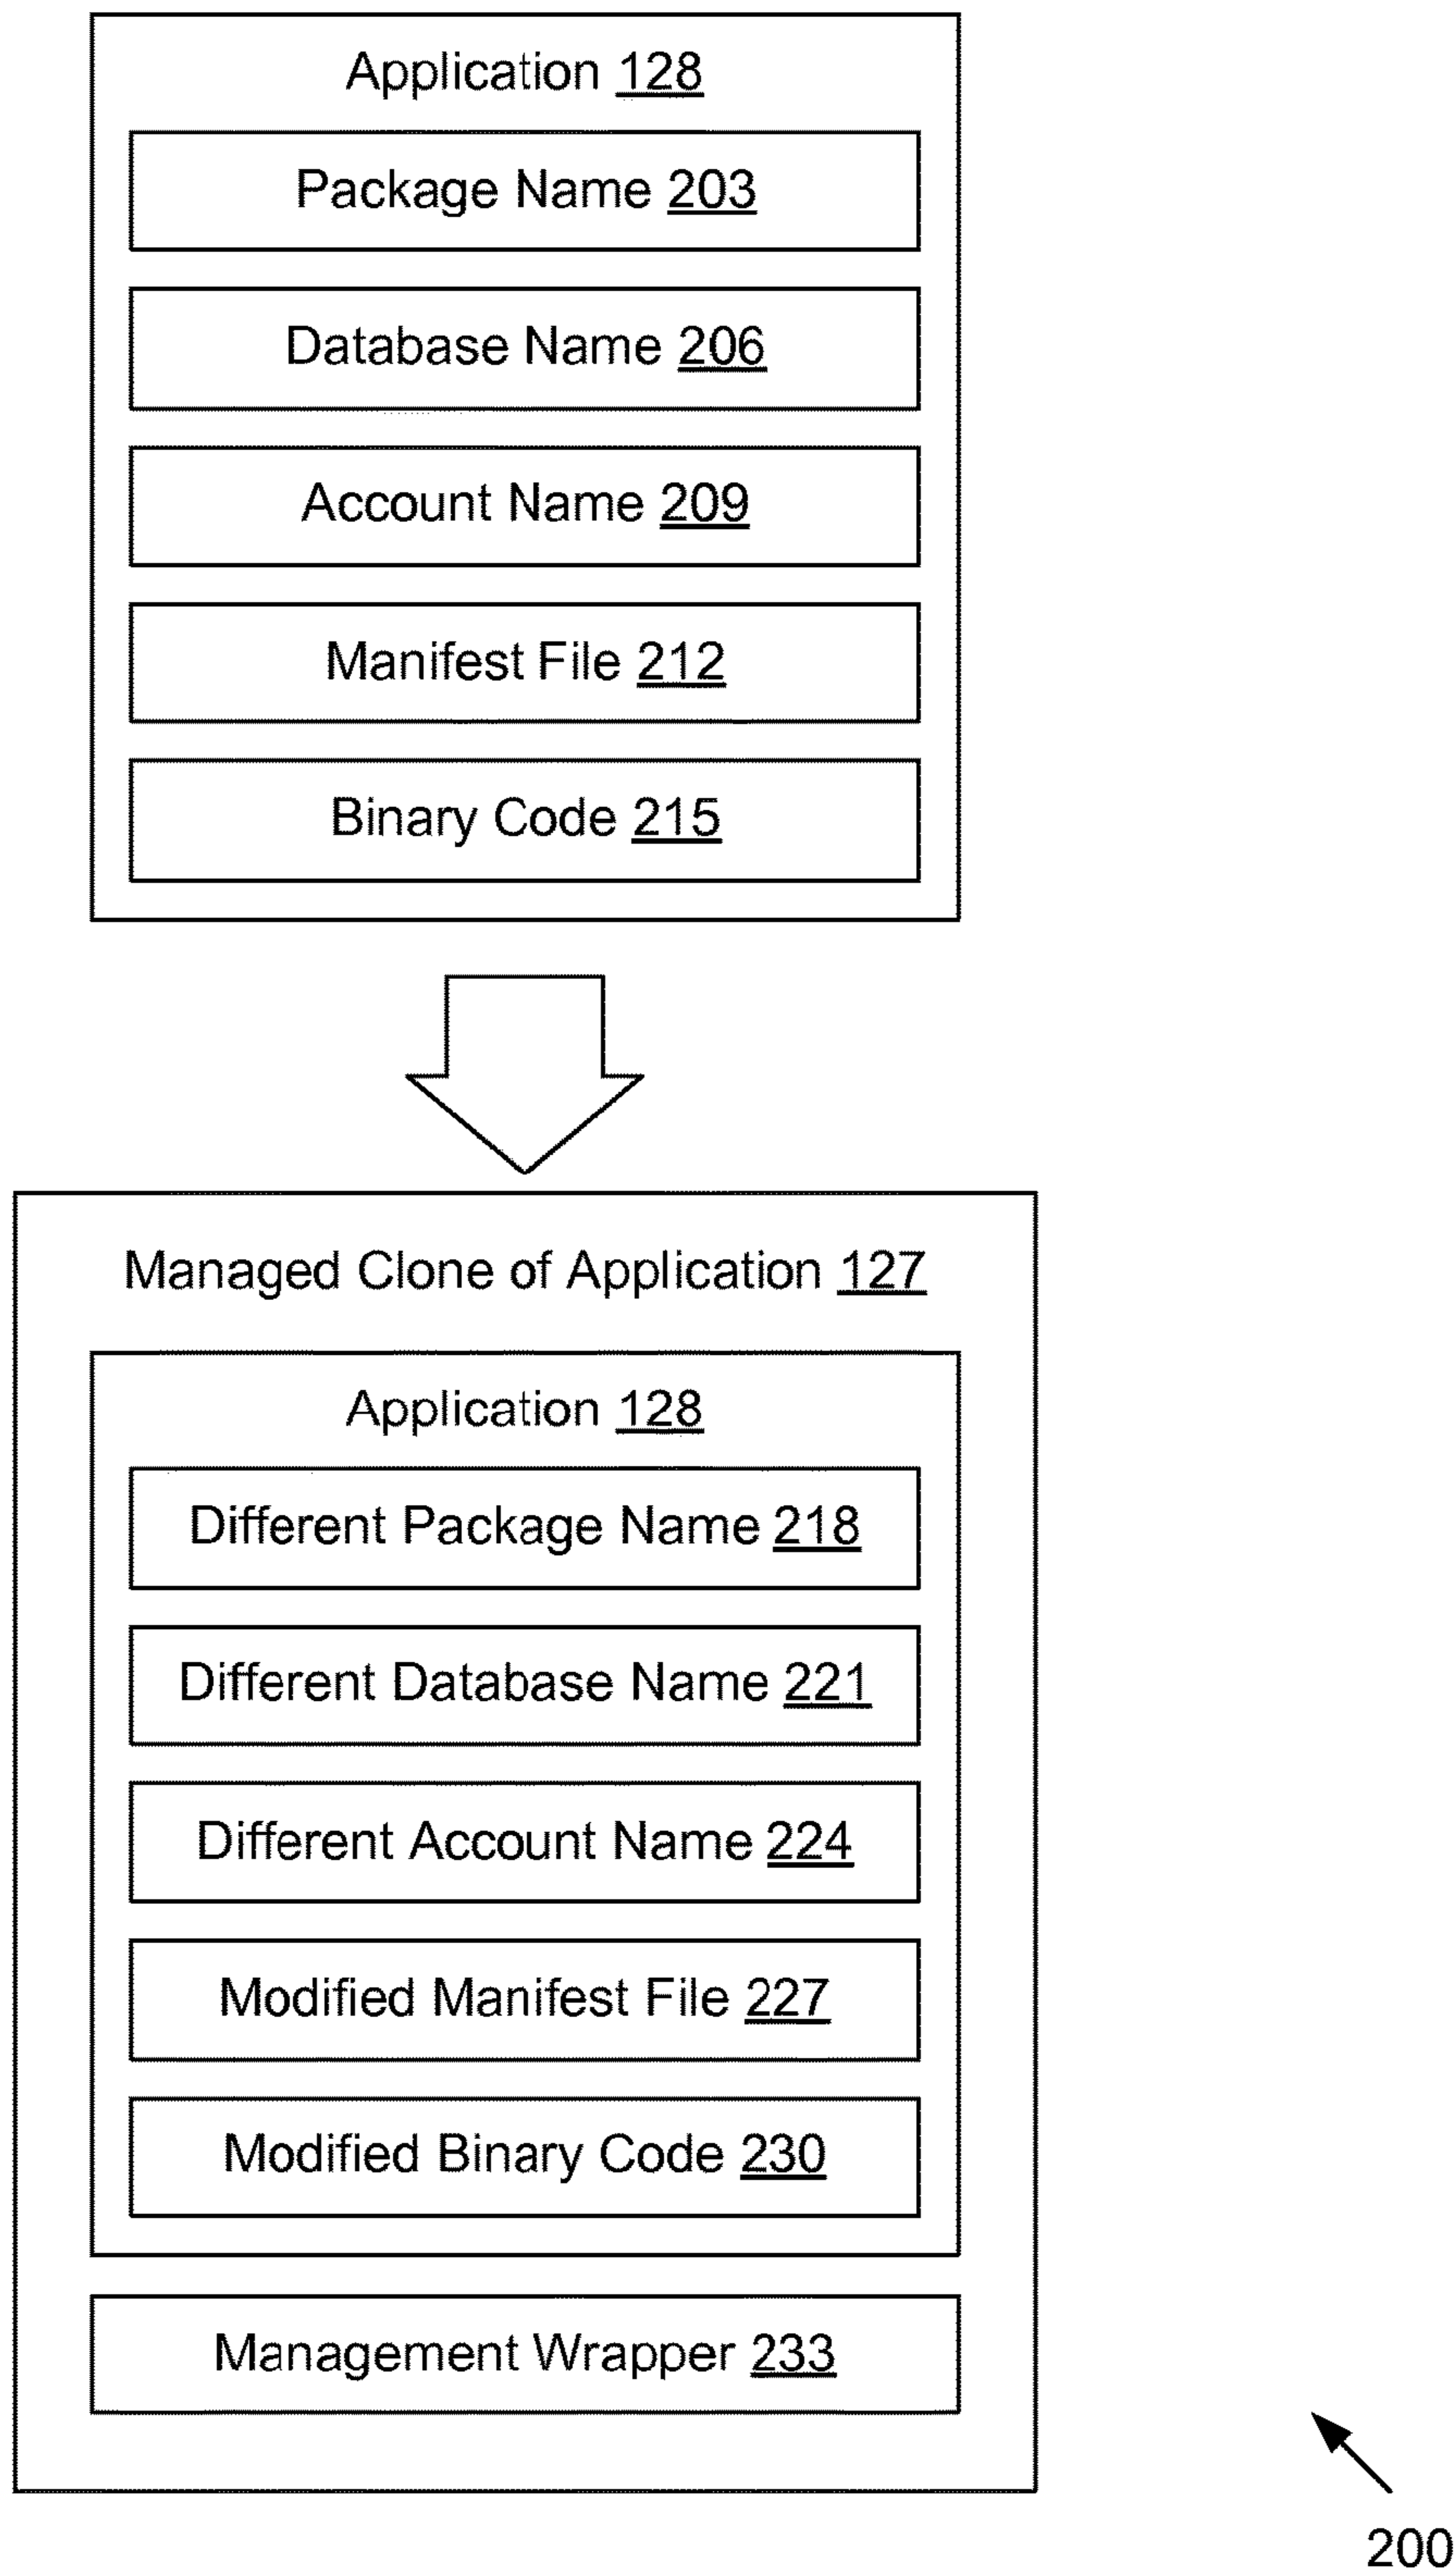 Application 128
Package Name 203
Database Name 206
Account Name 209
Manifest File 212
Binary Code 215
Managed Clone of Application 127
Application 128
Different Package Name 218
Different Database Name 221
Different Account Name 224
Modified Manifest File 227
Modified Binary Code 230
Management Wrapper 233
200